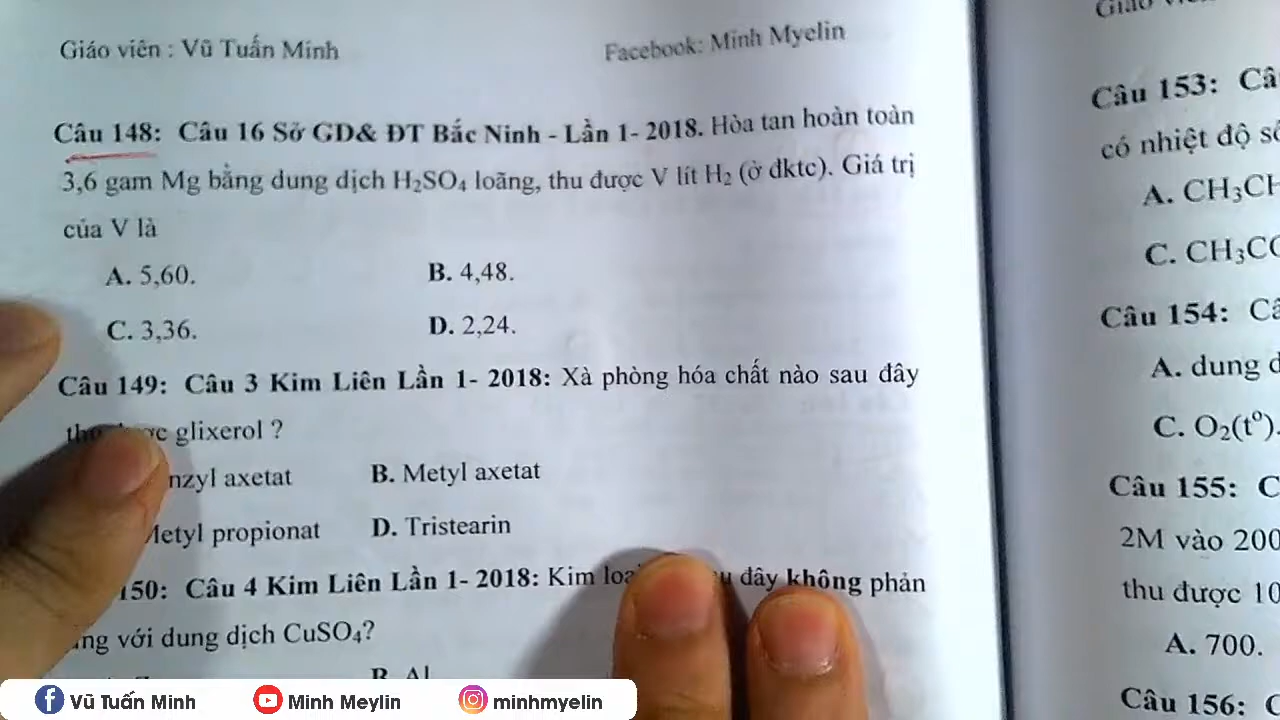 Giáo viên : Vũ Tuấn Minh
Facebook: Minh Myelin
Câu 148: Câu 16 Sở GD& ĐT Bắc Ninh - Lần 1- 2018. Hòa tan hoàn toàn
3,6 gam Mg bằng dung dịch H₂SO₄ loãng, thu được V lít H₂ (ở đktc). Giá trị
của V là
A. 5,60.
B. 4,48.
C. 3,36.
D. 2,24.
Câu 149: Câu 3 Kim Liên Lần 1- 2018: Xà phòng hóa chất nào sau đây
glixerol ?
nzyl axetat
B. Metyl axetat
Metyl propionat
D. Tristearin
150: Câu 4 Kim Liên Lần 1- 2018: Kim đây không phản
với dung dịch CuSO₄?
B. Al
Câu 153:
có nhiệt độ
A. CH₃C
C. CH₃C
Câu 154:
A. dung
C. O₂(t°).
Câu 155:
2M vào 200
thu được 10
A. 700.
Câu 156:
Vũ Tuấn Minh
Minh Meylin
minhmyelin